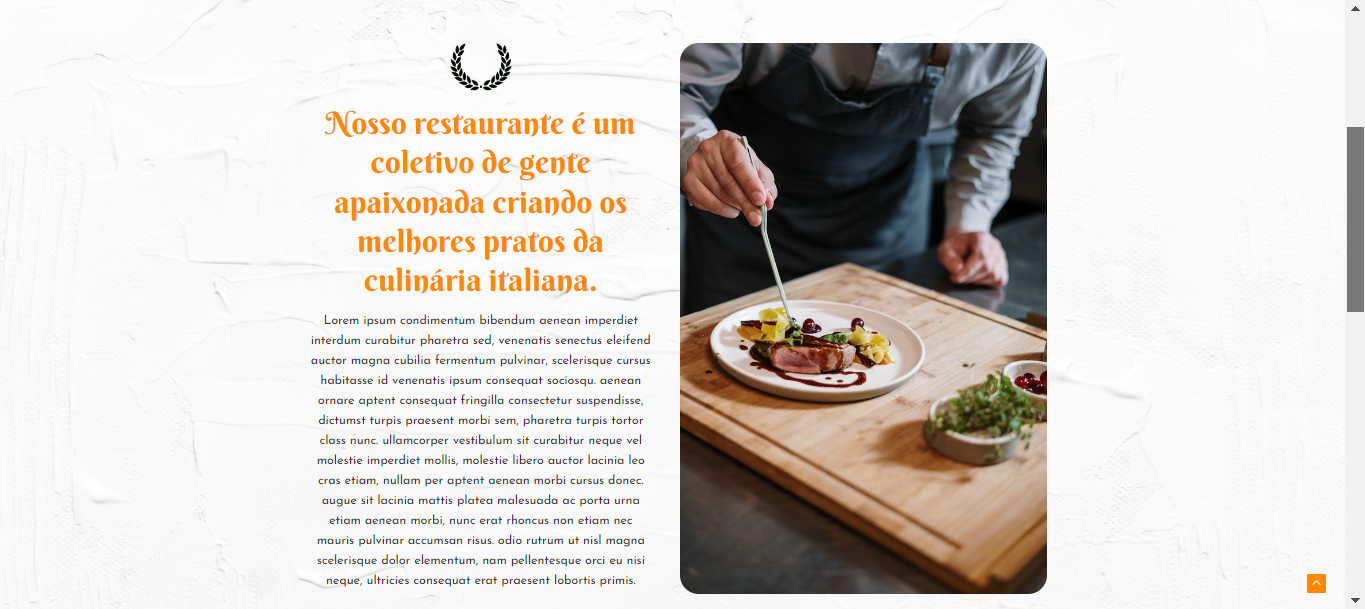 Nosso restaurante é um
coletivo de gente
apaixonada criando os
melhores pratos da
culinária italiana.
Lorem ipsum condimentum bibendum aenean imperdiet
interdum curabitur pharetra sed, venenatis senectus eleifend
auctor magna cubilia fermentum pulvinar, scelerisque cursus
habitasse id venenatis ipsum consequat sociosqu. aenean
ornare aptent consequat fringilla consectetur suspendisse,
dictumst turpis praesent morbi sem, pharetra turpis tortor
class nunc. ullamcorper vestibulum sit curabitur neque vel
molestie imperdiet mollis, molestie libero auctor lacinia leo
cras etiam, nullam per aptent aenean morbi cursus donec.
augue sit lacinia mattis platea malesuada ac porta urna
etiam aenean morbi, nunc erat rhoncus non etiam nec
mauris pulvinar accumsan risus. odio rutrum ut nisl magna
scelerisque dolor elementum, nam pellentesque orci eu nisi
neque, ultricies consequat erat praesent lobortis primis.